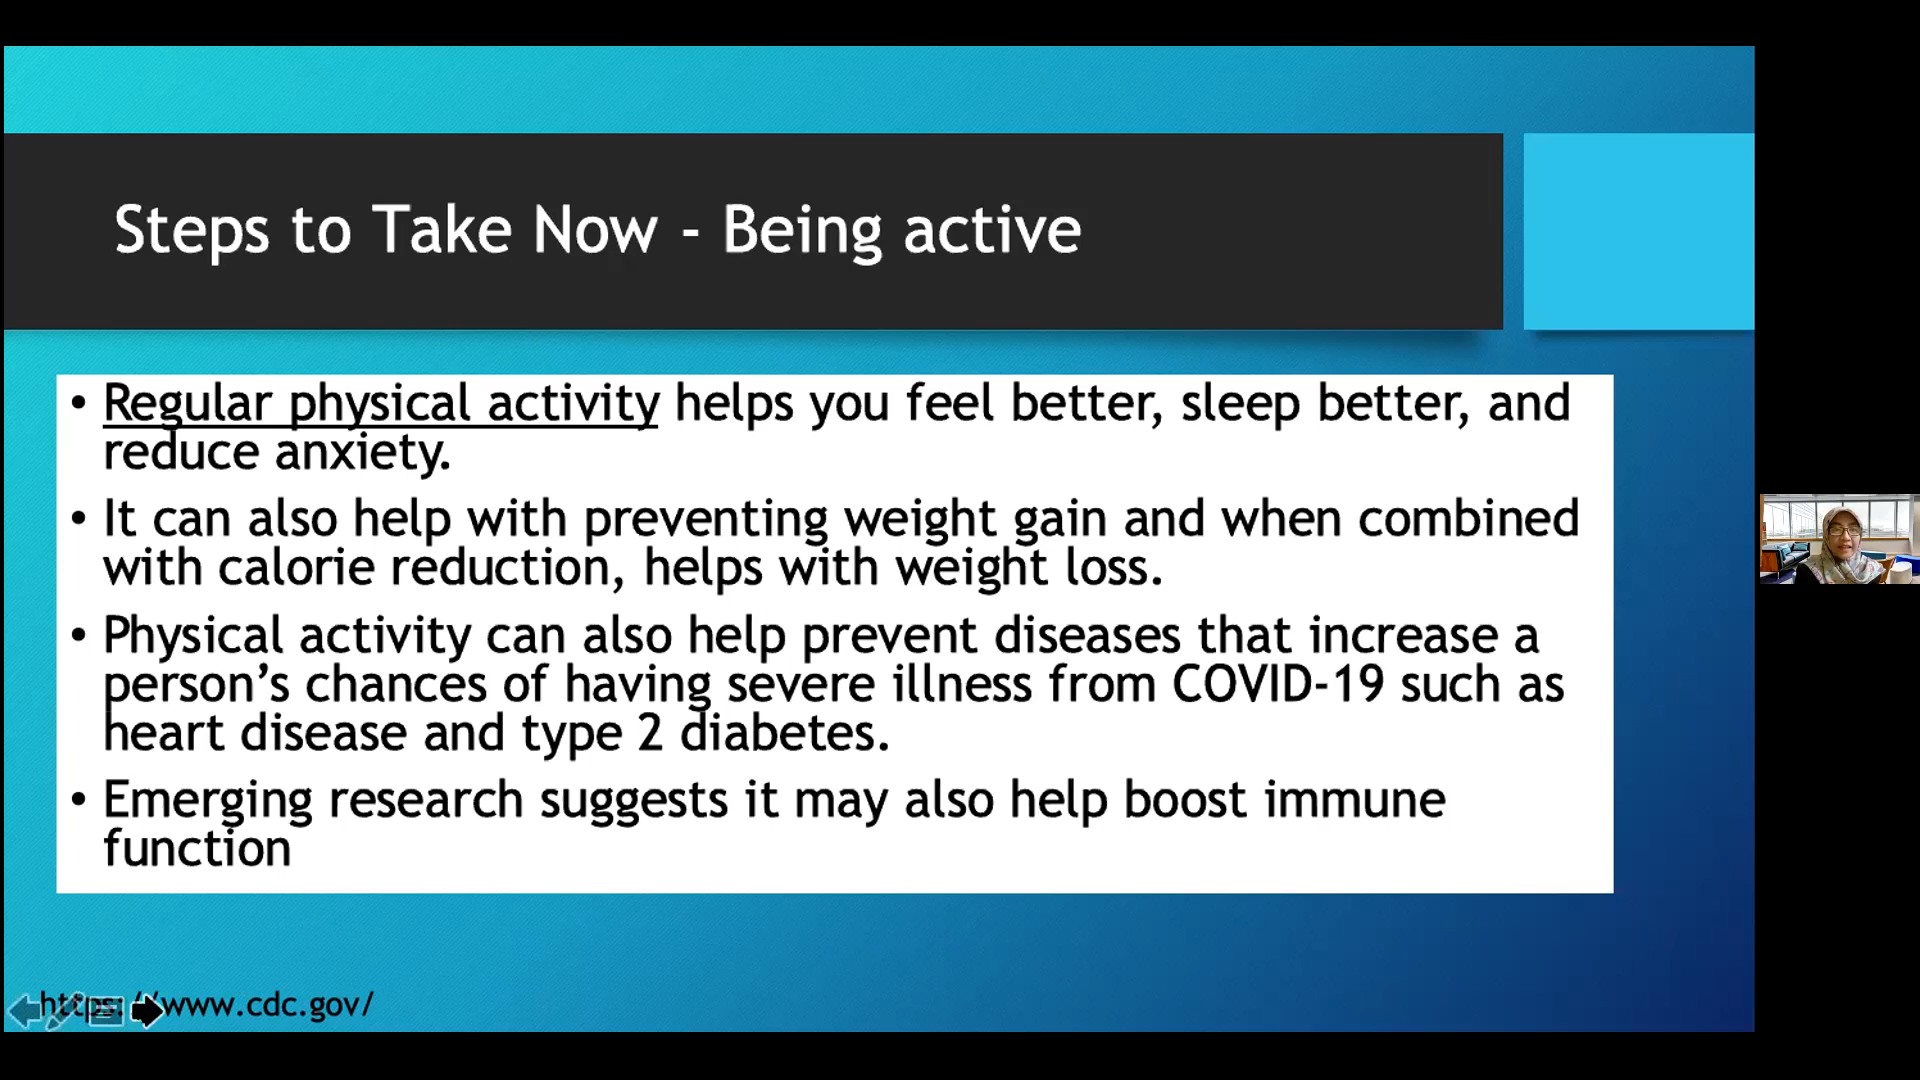 Steps to Take Now - Being active
• Regular physical activity helps you feel better, sleep better, and
reduce anxiety.
• It can also help with preventing weight gain and when combined
with calorie reduction, helps with weight loss.
• Physical activity can also help prevent diseases that increase a
person’s chances of having severe illness from COVID-19 such as
heart disease and type 2 diabetes.
• Emerging research suggests it may also help boost immune
function
https://www.cdc.gov/